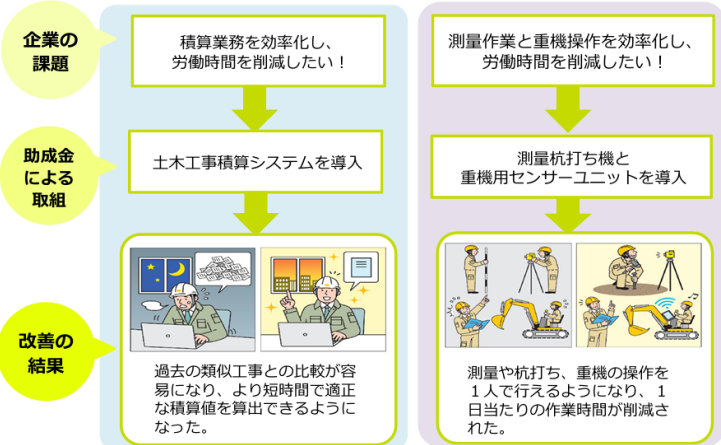 企業の
課題
積算業務を効率化し、
労働時間を削減したい！
測量作業と重機操作を効率化し、
労働時間を削減したい！
助成金
による
取組
土木工事積算システムを導入
測量杭打ち機と
重機用センサーユニットを導入
改善の
結果
過去の類似工事との比較が容
易になり、より短時間で適正
な積算値を算出できるように
なった。
測量や杭打ち、重機の操作を
１人で行えるようになり、１
日当たりの作業時間が削減さ
れた。